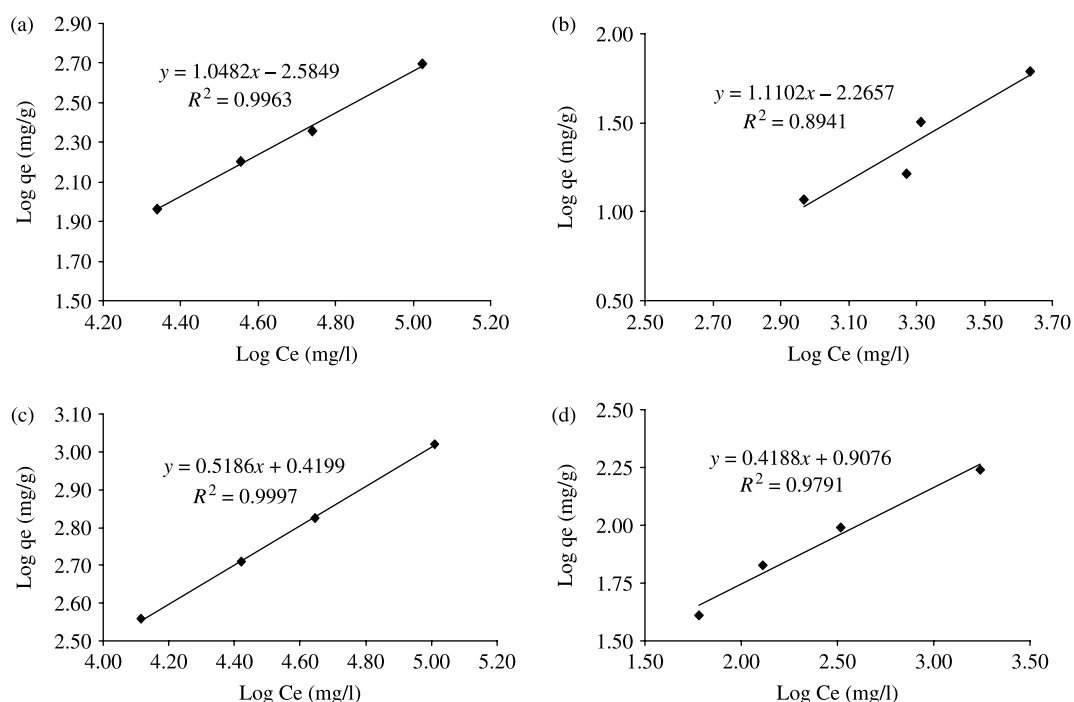 (a)
2.90
2.70
2.50
2.30
2.10
1.90
1.70
1.50
Log qe (mg/g)
y = 1.0482x − 2.5849
R² = 0.9963
4.20 4.40 4.60 4.80 5.00 5.20
Log Ce (mg/l)
(b)
2.00
1.50
1.00
0.50
Log qe (mg/g)
y = 1.1102x − 2.2657
R² = 0.8941
2.50 2.70 2.90 3.10 3.30 3.50 3.70
Log Ce (mg/l)
(c)
3.10
3.00
2.90
2.80
2.70
2.60
2.50
Log qe (mg/g)
y = 0.5186x + 0.4199
R² = 0.9997
4.00 4.20 4.40 4.60 4.80 5.00 5.20
Log Ce (mg/l)
(d)
2.50
2.25
2.00
1.75
1.50
Log qe (mg/g)
y = 0.4188x + 0.9076
R² = 0.9791
1.50 2.00 2.50 3.00 3.50
Log Ce (mg/l)